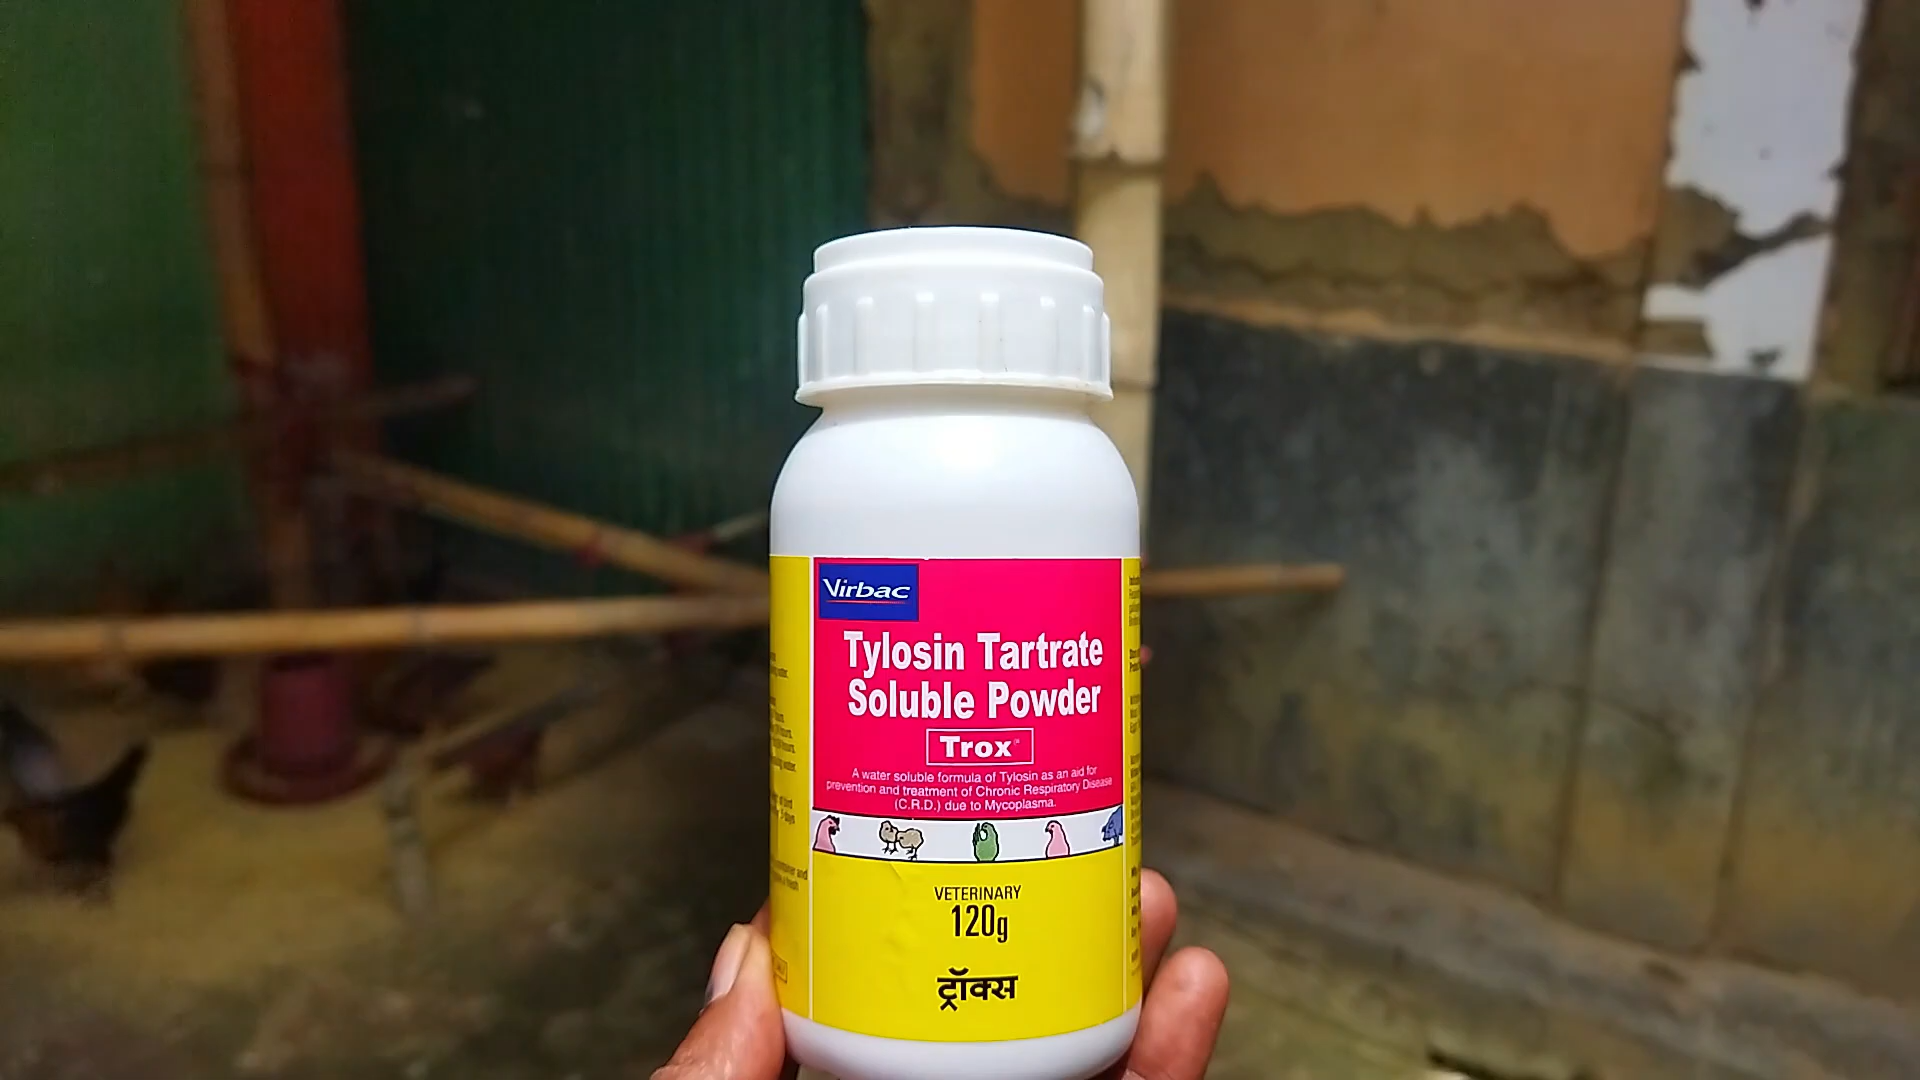 Virbac
Tylosin Tartrate
Soluble Powder
Trox™
A water soluble formula of Tylosin as an aid for
prevention and treatment of Chronic Respiratory Disease
(C.R.D.) due to Mycoplasma.
VETERINARY
120g
ट्रॉक्स